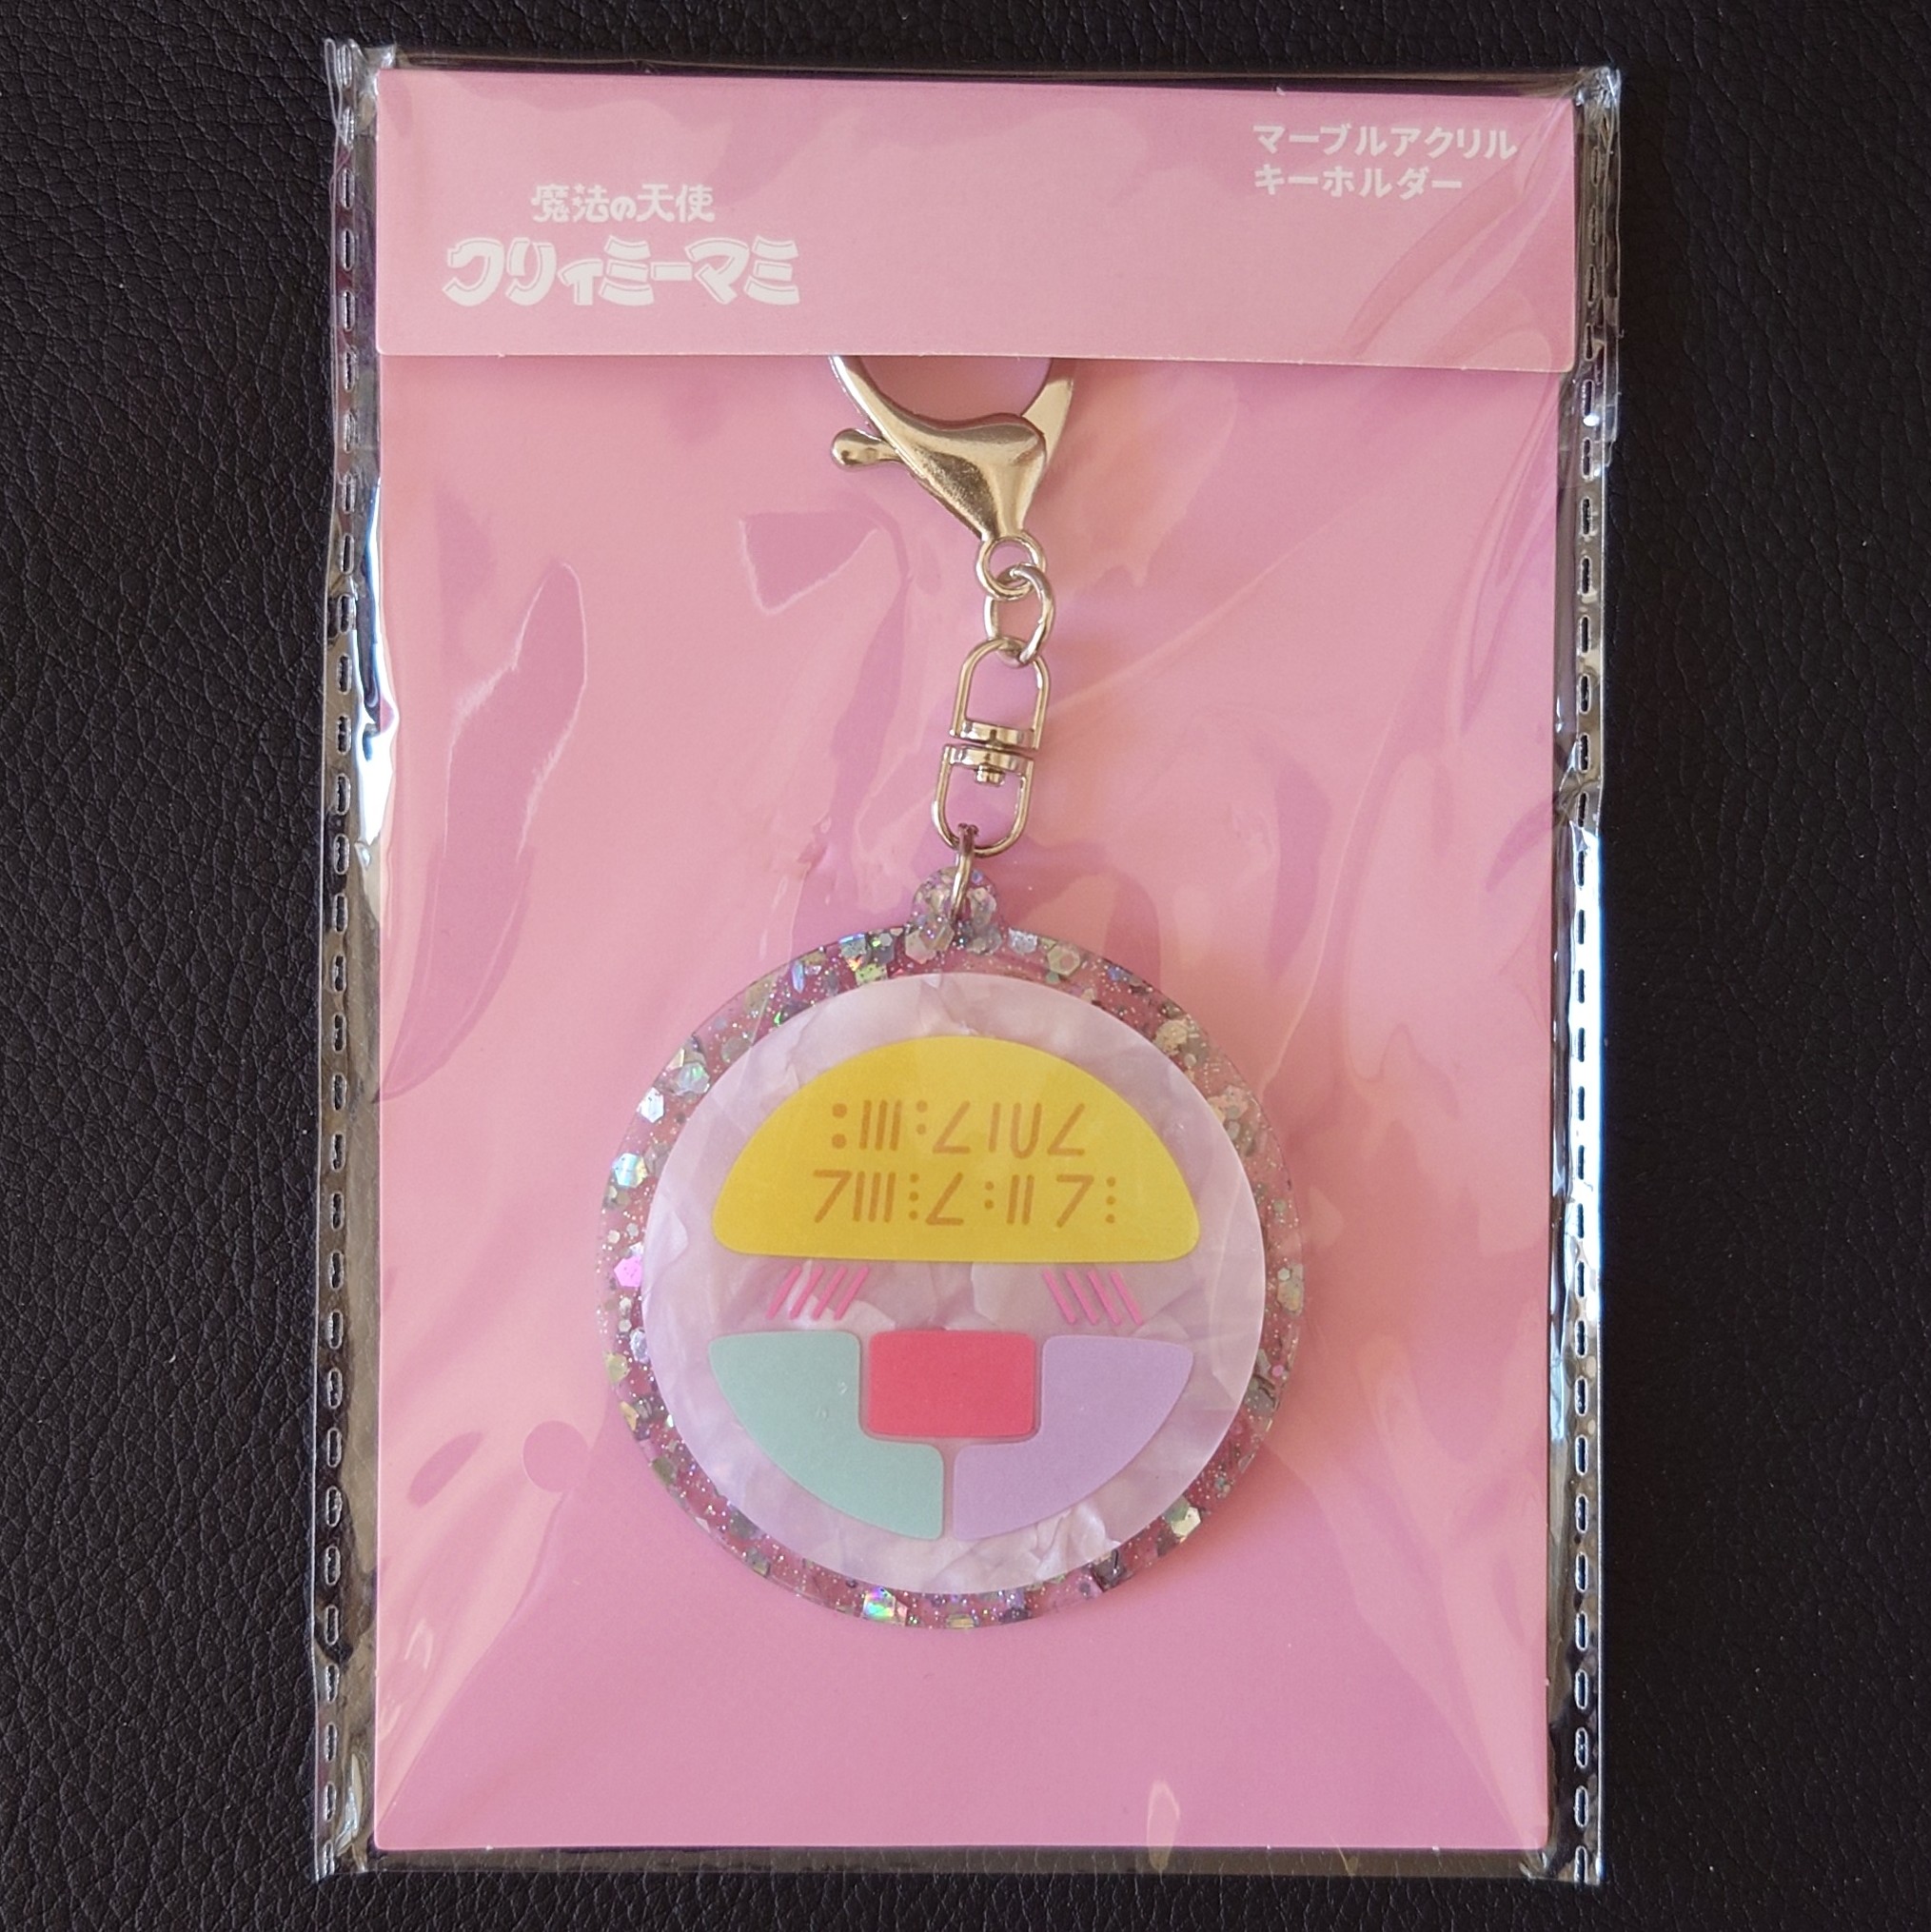 魔法の天使
クリィミーマミ
マーブルアクリル
キーホルダー